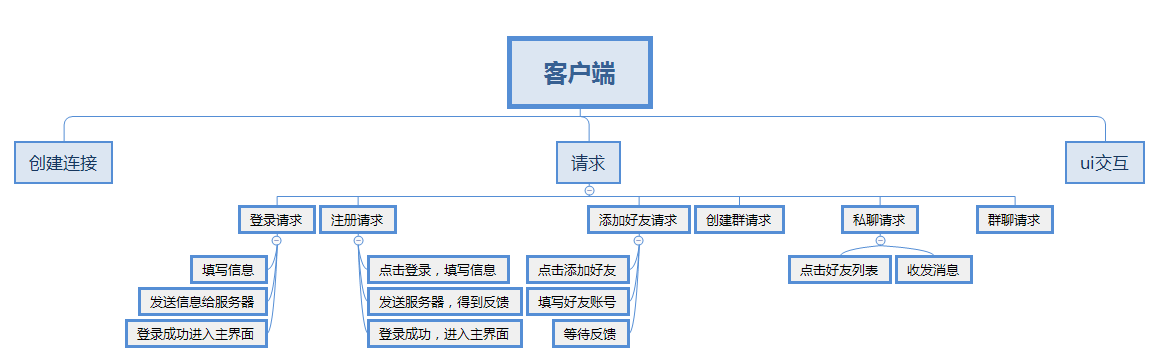 客户端
创建连接
请求
ui交互
登录请求
注册请求
添加好友请求
创建群请求
私聊请求
群聊请求
填写信息
点击登录，填写信息
点击添加好友
点击好友列表
收发消息
发送信息给服务器
发送服务器，得到反馈
填写好友账号
登录成功进入主界面
登录成功，进入主界面
等待反馈